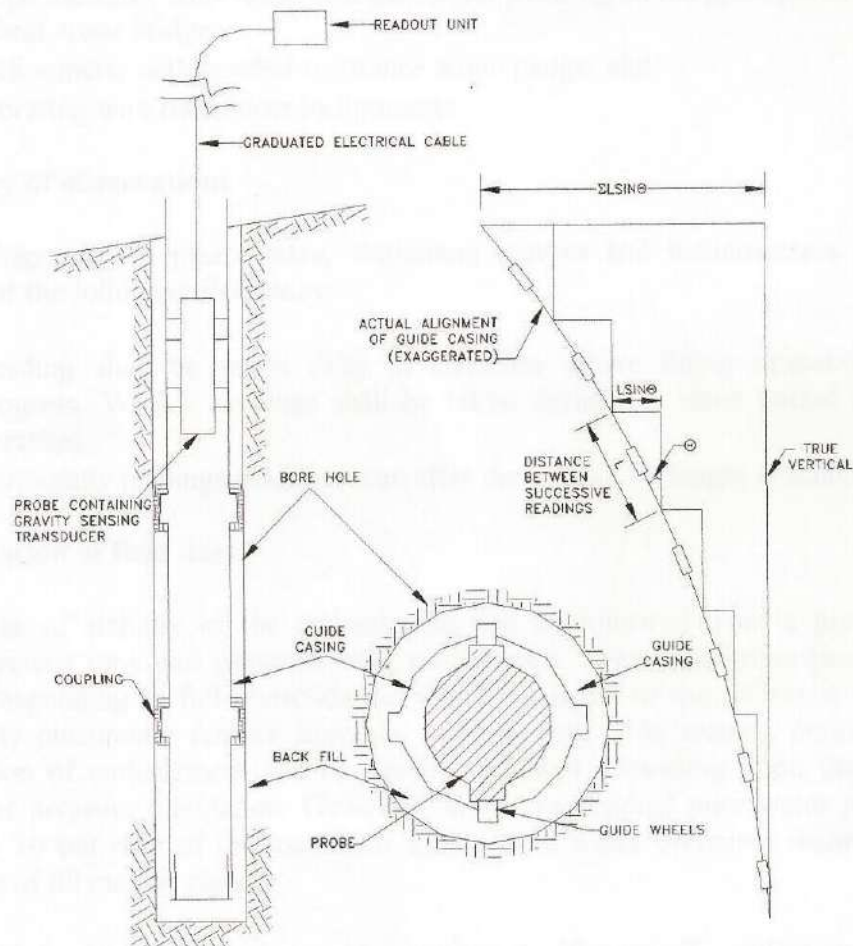 READOUT UNIT
GRADUATED ELECTRICAL CABLE
ΣLSINΘ
ACTUAL ALIGNMENT
OF GUIDE CASING
(EXAGGERATED)
LSINΘ
Θ
DISTANCE
BETWEEN
SUCCESSIVE
READINGS
L
TRUE
VERTICAL
BORE HOLE
PROBE CONTAINING
GRAVITY SENSING
TRANSDUCER
GUIDE
CASING
GUIDE
CASING
COUPLING
BACK FILL
PROBE
GUIDE WHEELS